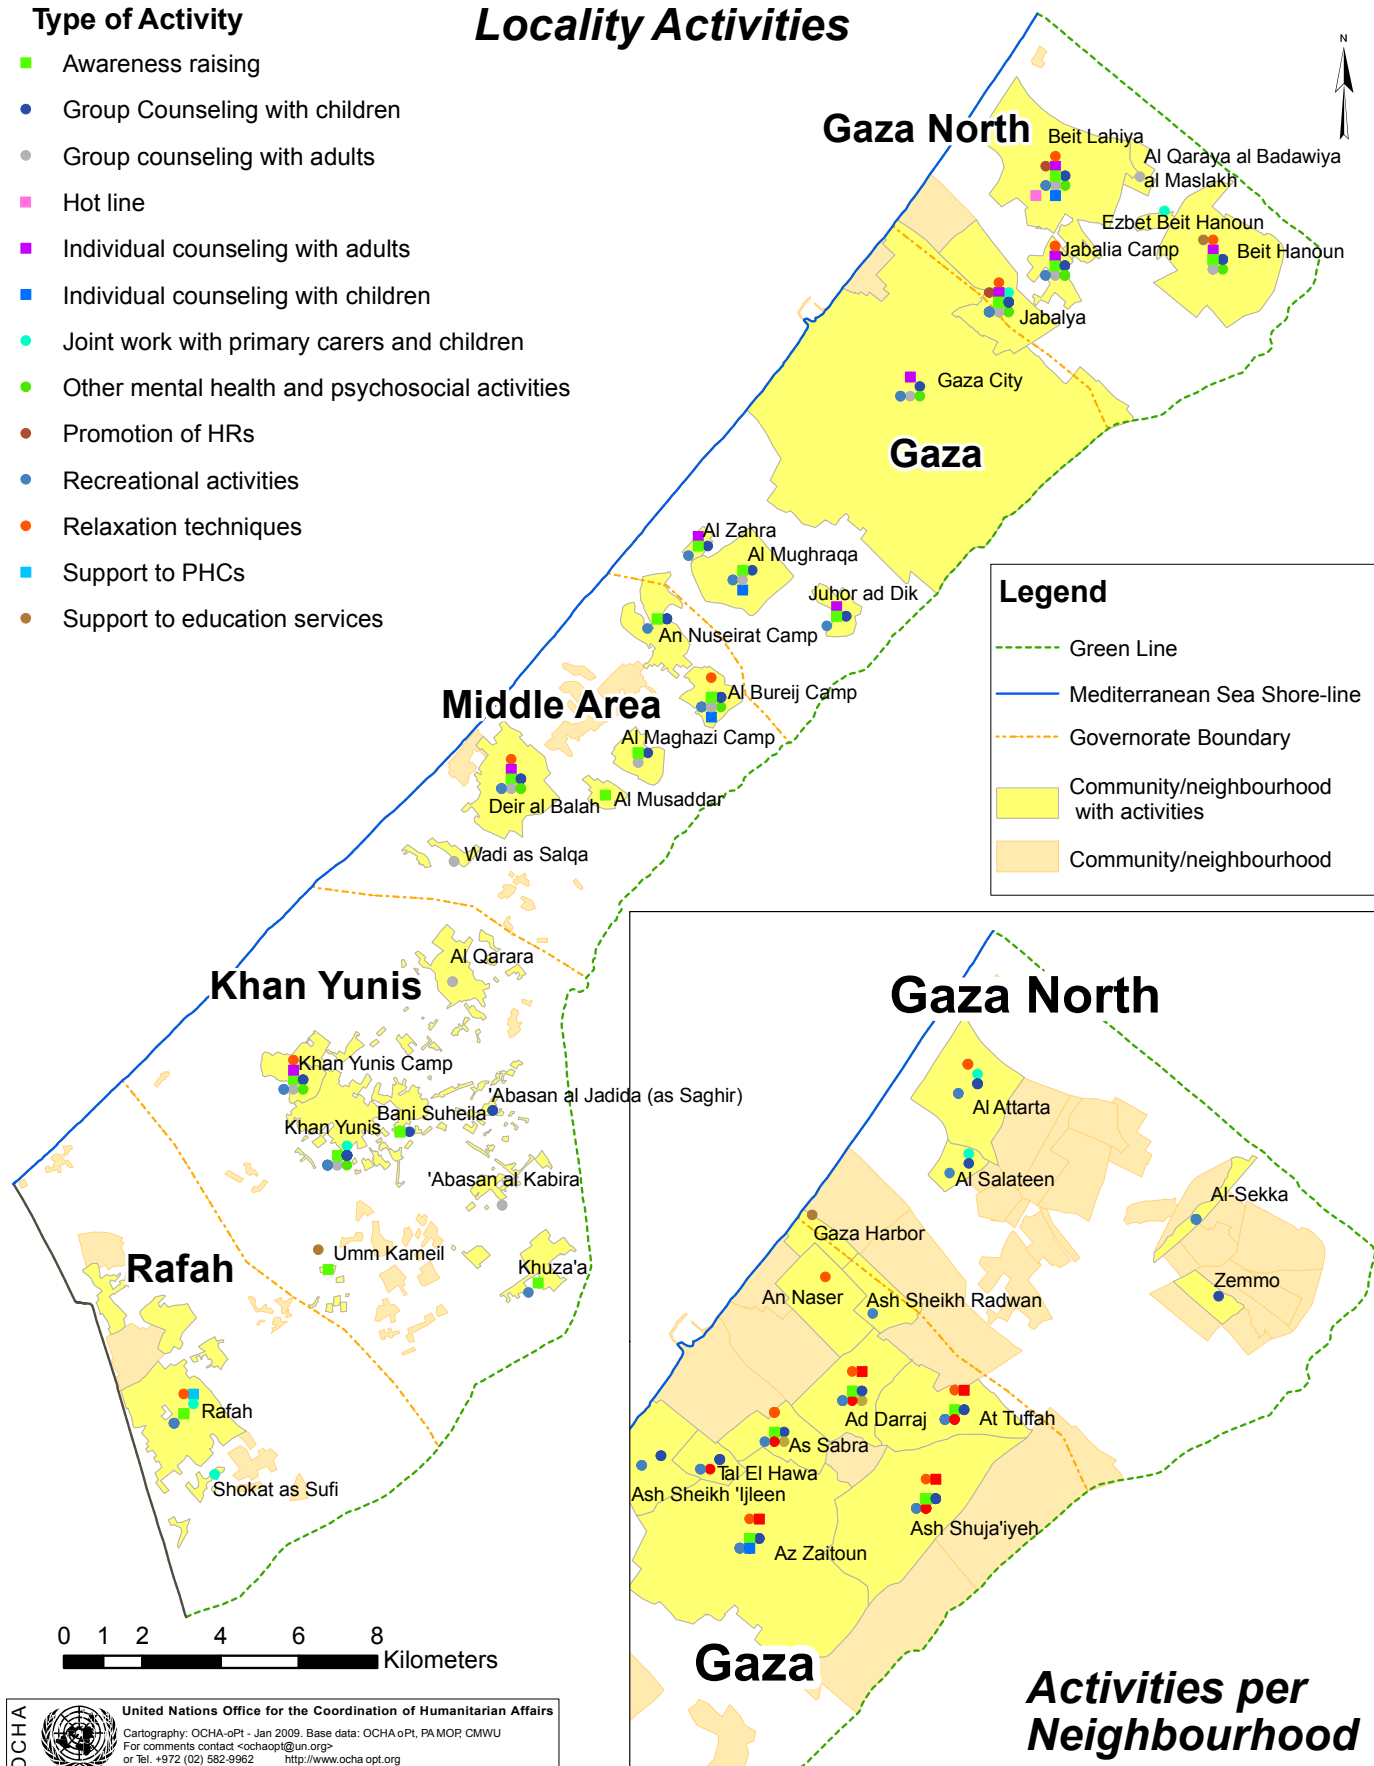 Type of Activity
Awareness raising
Group Counseling with children
Group counseling with adults
Hot line
Individual counseling with adults
Individual counseling with children
Joint work with primary carers and children
Other mental health and psychosocial activities
Promotion of HRs
Recreational activities
Relaxation techniques
Support to PHCs
Support to education services
Locality Activities
N
Gaza North
Beit Lahiya
Al Qaraya al Badawiya
al Maslakh
Ezbet Beit Hanoun
Jabalia Camp
Beit Hanoun
Jabalya
Gaza City
Gaza
Al Zahra
Al Mughraqa
Juhor ad Dik
An Nuseirat Camp
Middle Area
Al Bureij Camp
Al Maghazi Camp
Deir al Balah
Al Musaddar
Wadi as Salqa
Legend
Green Line
Mediterranean Sea Shore-line
Governorate Boundary
Community/neighbourhood
with activities
Community/neighbourhood
Al Qarara
Khan Yunis
Khan Yunis Camp
'Abasan al Jadida (as Saghir)
Bani Suheila
Khan Yunis
'Abasan al Kabira
Umm Kameil
Khuza'a
Rafah
Rafah
Shokat as Sufi
Gaza North
Al Attarta
Al Salateen
Al-Sekka
Gaza Harbor
Zemmo
An Naser
Ash Sheikh Radwan
Ad Darraj
At Tuffah
As Sabra
Tal El Hawa
Ash Sheikh 'Ijleen
Ash Shuja'iyeh
Az Zaitoun
Gaza
Activities per
Neighbourhood
0 1 2 4 6 8
Kilometers
OCHA
United Nations Office for the Coordination of Humanitarian Affairs
Cartography: OCHA-oPt - Jan 2009. Base data: OCHA oPt, PA MOP, CMWU
For comments contact <ochaopt@un.org>
or Tel. +972 (02) 582-9962 http://www.ocha opt.org